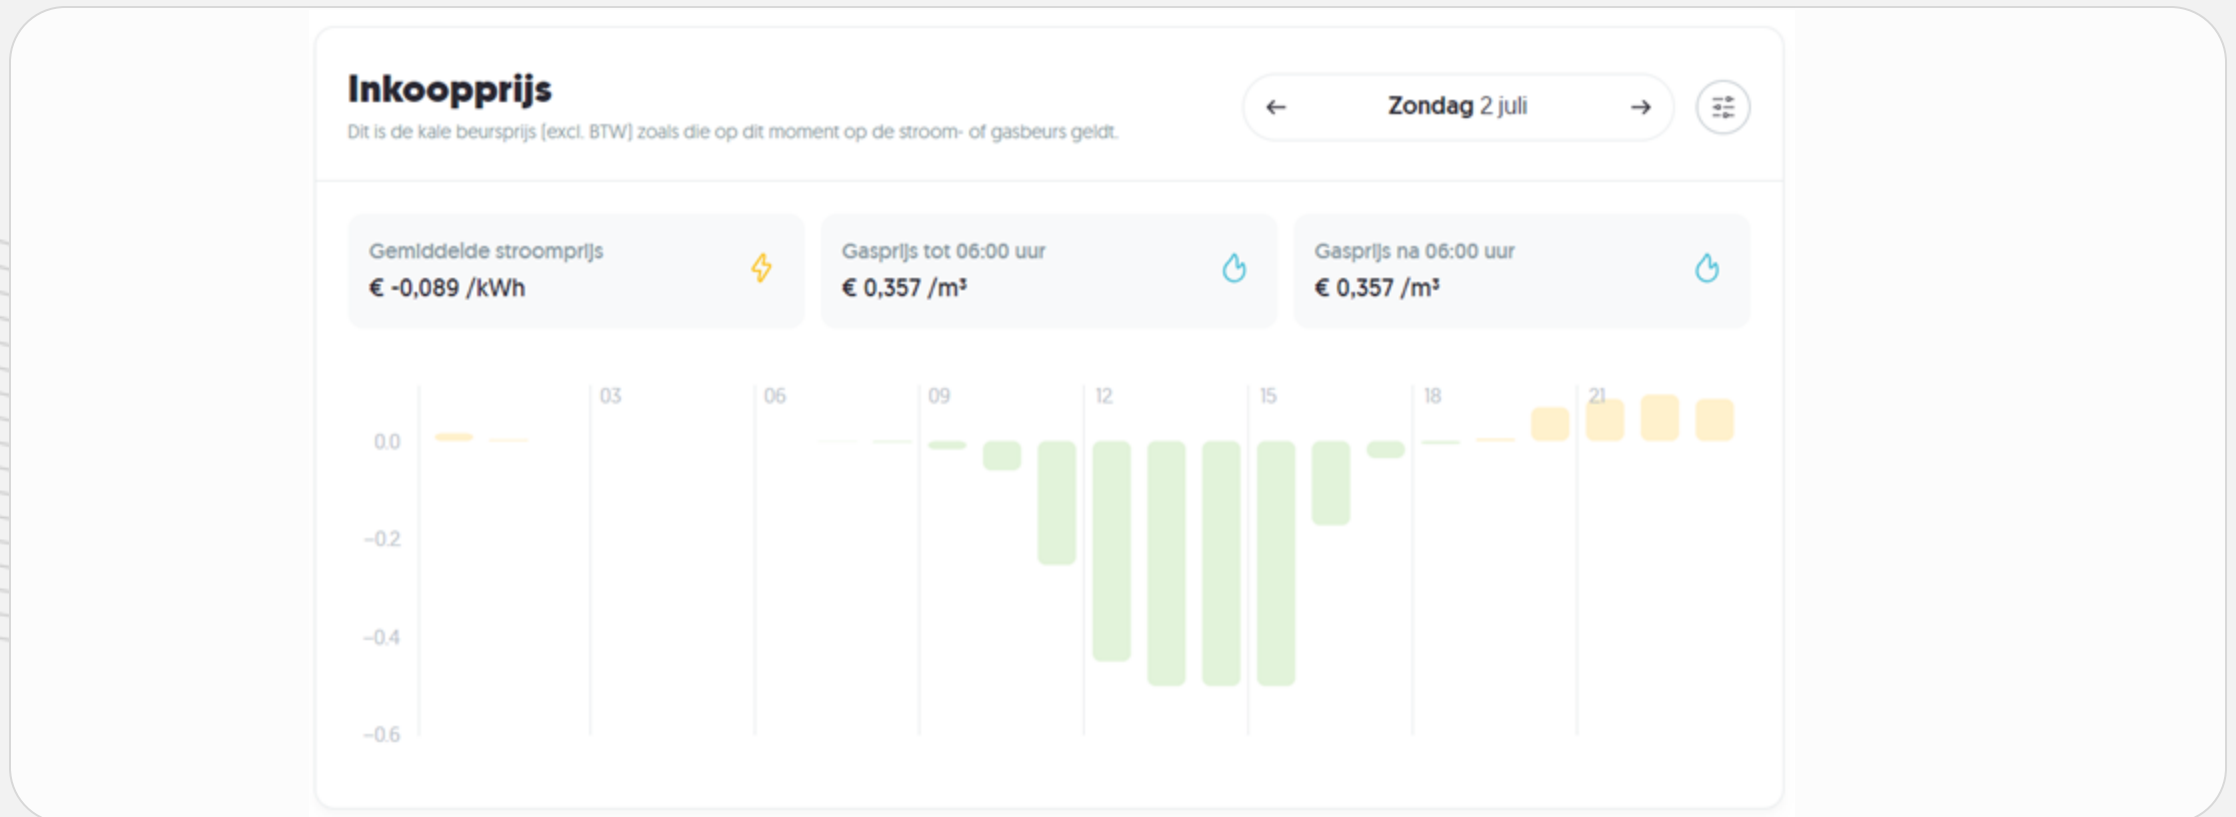 Inkoopprijs
Dit is de kale beursprijs (excl. BTW) zoals die op dit moment op de stroom- of gasbeurs geldt.
← Zondag 2 juli →
Gemiddelde stroomprijs
€ -0,089 /kWh
Gasprijs tot 06:00 uur
€ 0,357 /m³
Gasprijs na 06:00 uur
€ 0,357 /m³
03 06 09 12 15 18 21
0.0
−0.2
−0.4
−0.6